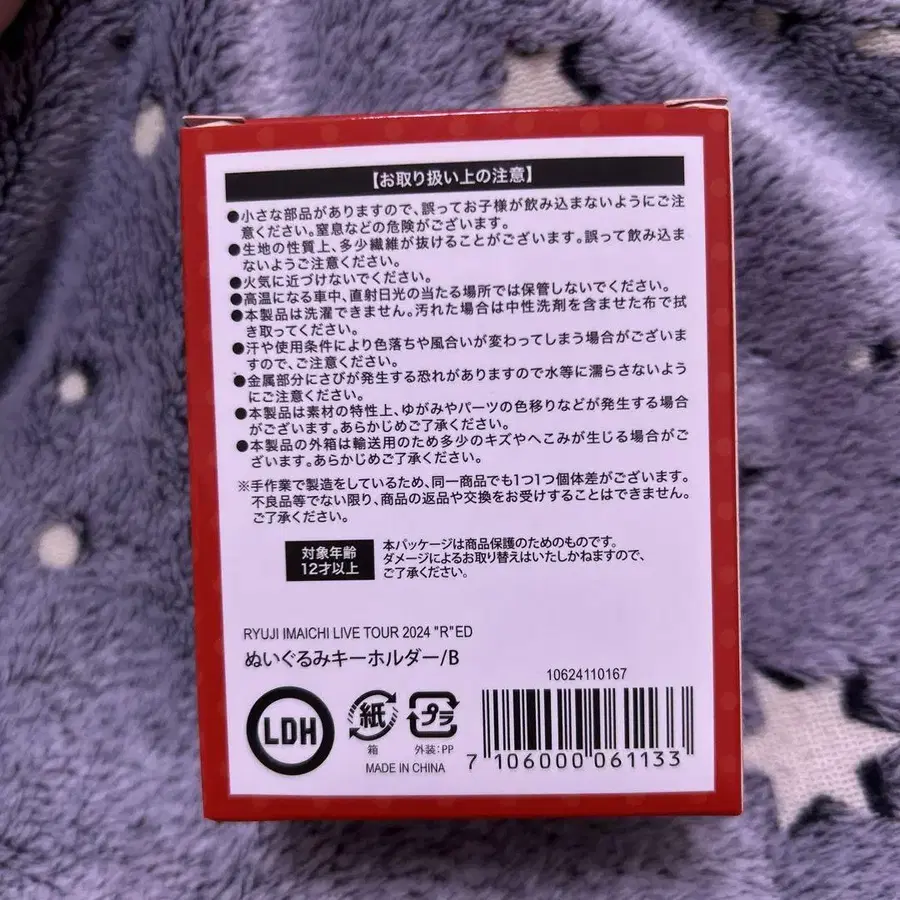 【お取り扱い上の注意】
●小さな部品がありますので、誤ってお子様が飲み込まないようにご注
意ください。窒息などの危険がございます。
●生地の性質上、多少繊維が抜けることがございます。誤って飲み込ま
ないようご注意ください。
●火気に近づけないでください。
●高温になる車中、直射日光の当たる場所では保管しないでください。
●本製品は洗濯できません。汚れた場合は中性洗剤を含ませた布で拭
き取ってください。
●汗や使用条件により色落ちや風合いが変わってしまう場合がございま
すので、ご注意ください。
●金属部分にさびが発生する恐れがありますので水等に濡らさないよう
にご注意ください。
●本製品は素材の特性上、ゆがみやパーツの色移りなどが発生する場合
がございます。あらかじめご了承ください。
●本製品の外箱は輸送用のため多少のキズやへこみが生じる場合がござ
います。あらかじめご了承ください。
※手作業で製造をしているため、同一商品でも1つ1つ個体差がございます。
不良品等でない限り、商品の返品や交換をお受けすることはできません。
ご了承ください。
対象年齢
12才以上
本パッケージは商品保護のためのものです。
ダメージによるお取り替えはいたしかねますので、
ご了承ください。
RYUJI IMAICHI LIVE TOUR 2024 "R"ED
ぬいぐるみキーホルダー/B
10624110167
LDH
紙
プラ
箱
外装:PP
MADE IN CHINA
7 106000 061133